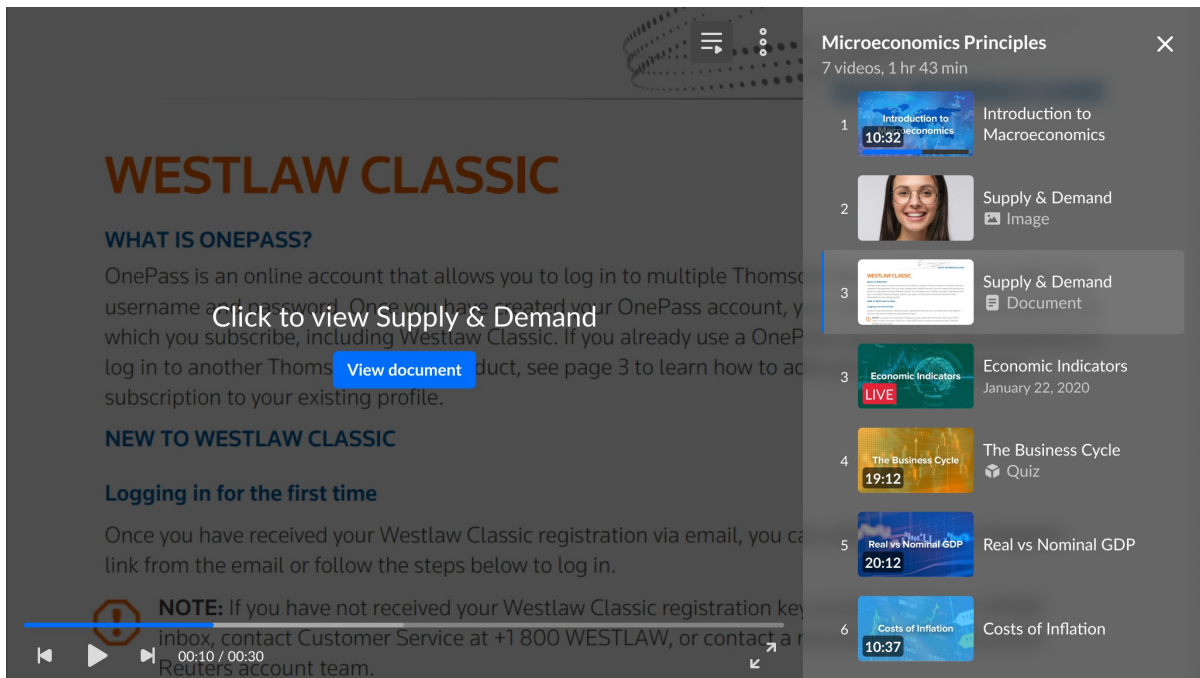 WESTLAW CLASSIC
WHAT IS ONEPASS?
OnePass is an online account that allows you to log in to multiple Thomso
username and password. Once you have created your OnePass account, y
which you subscribe, including Westlaw Classic. If you already use a OneP
log in to another Thoms duct, see page 3 to learn how to ad
subscription to your existing profile.
Click to view Supply & Demand
View document
NEW TO WESTLAW CLASSIC
Logging in for the first time
Once you have received your Westlaw Classic registration via email, you ca
link from the email or follow the steps below to log in.
NOTE: If you have not received your Westlaw Classic registration key
inbox, contact Customer Service at +1 800 WESTLAW, or contact a r
Reuters account team.
00:10 / 00:30
Microeconomics Principles
7 videos, 1 hr 43 min
1
Introduction to
Macroeconomics
10:32
Introduction to
Macroeconomics
2
Supply & Demand
Image
3
WESTLAW CLASSIC
Supply & Demand
Document
3
Economic Indicators
LIVE
Economic Indicators
January 22, 2020
4
The Business Cycle
19:12
The Business Cycle
Quiz
5
Real vs Nominal GDP
20:12
Real vs Nominal GDP
6
Costs of Inflation
10:37
Costs of Inflation